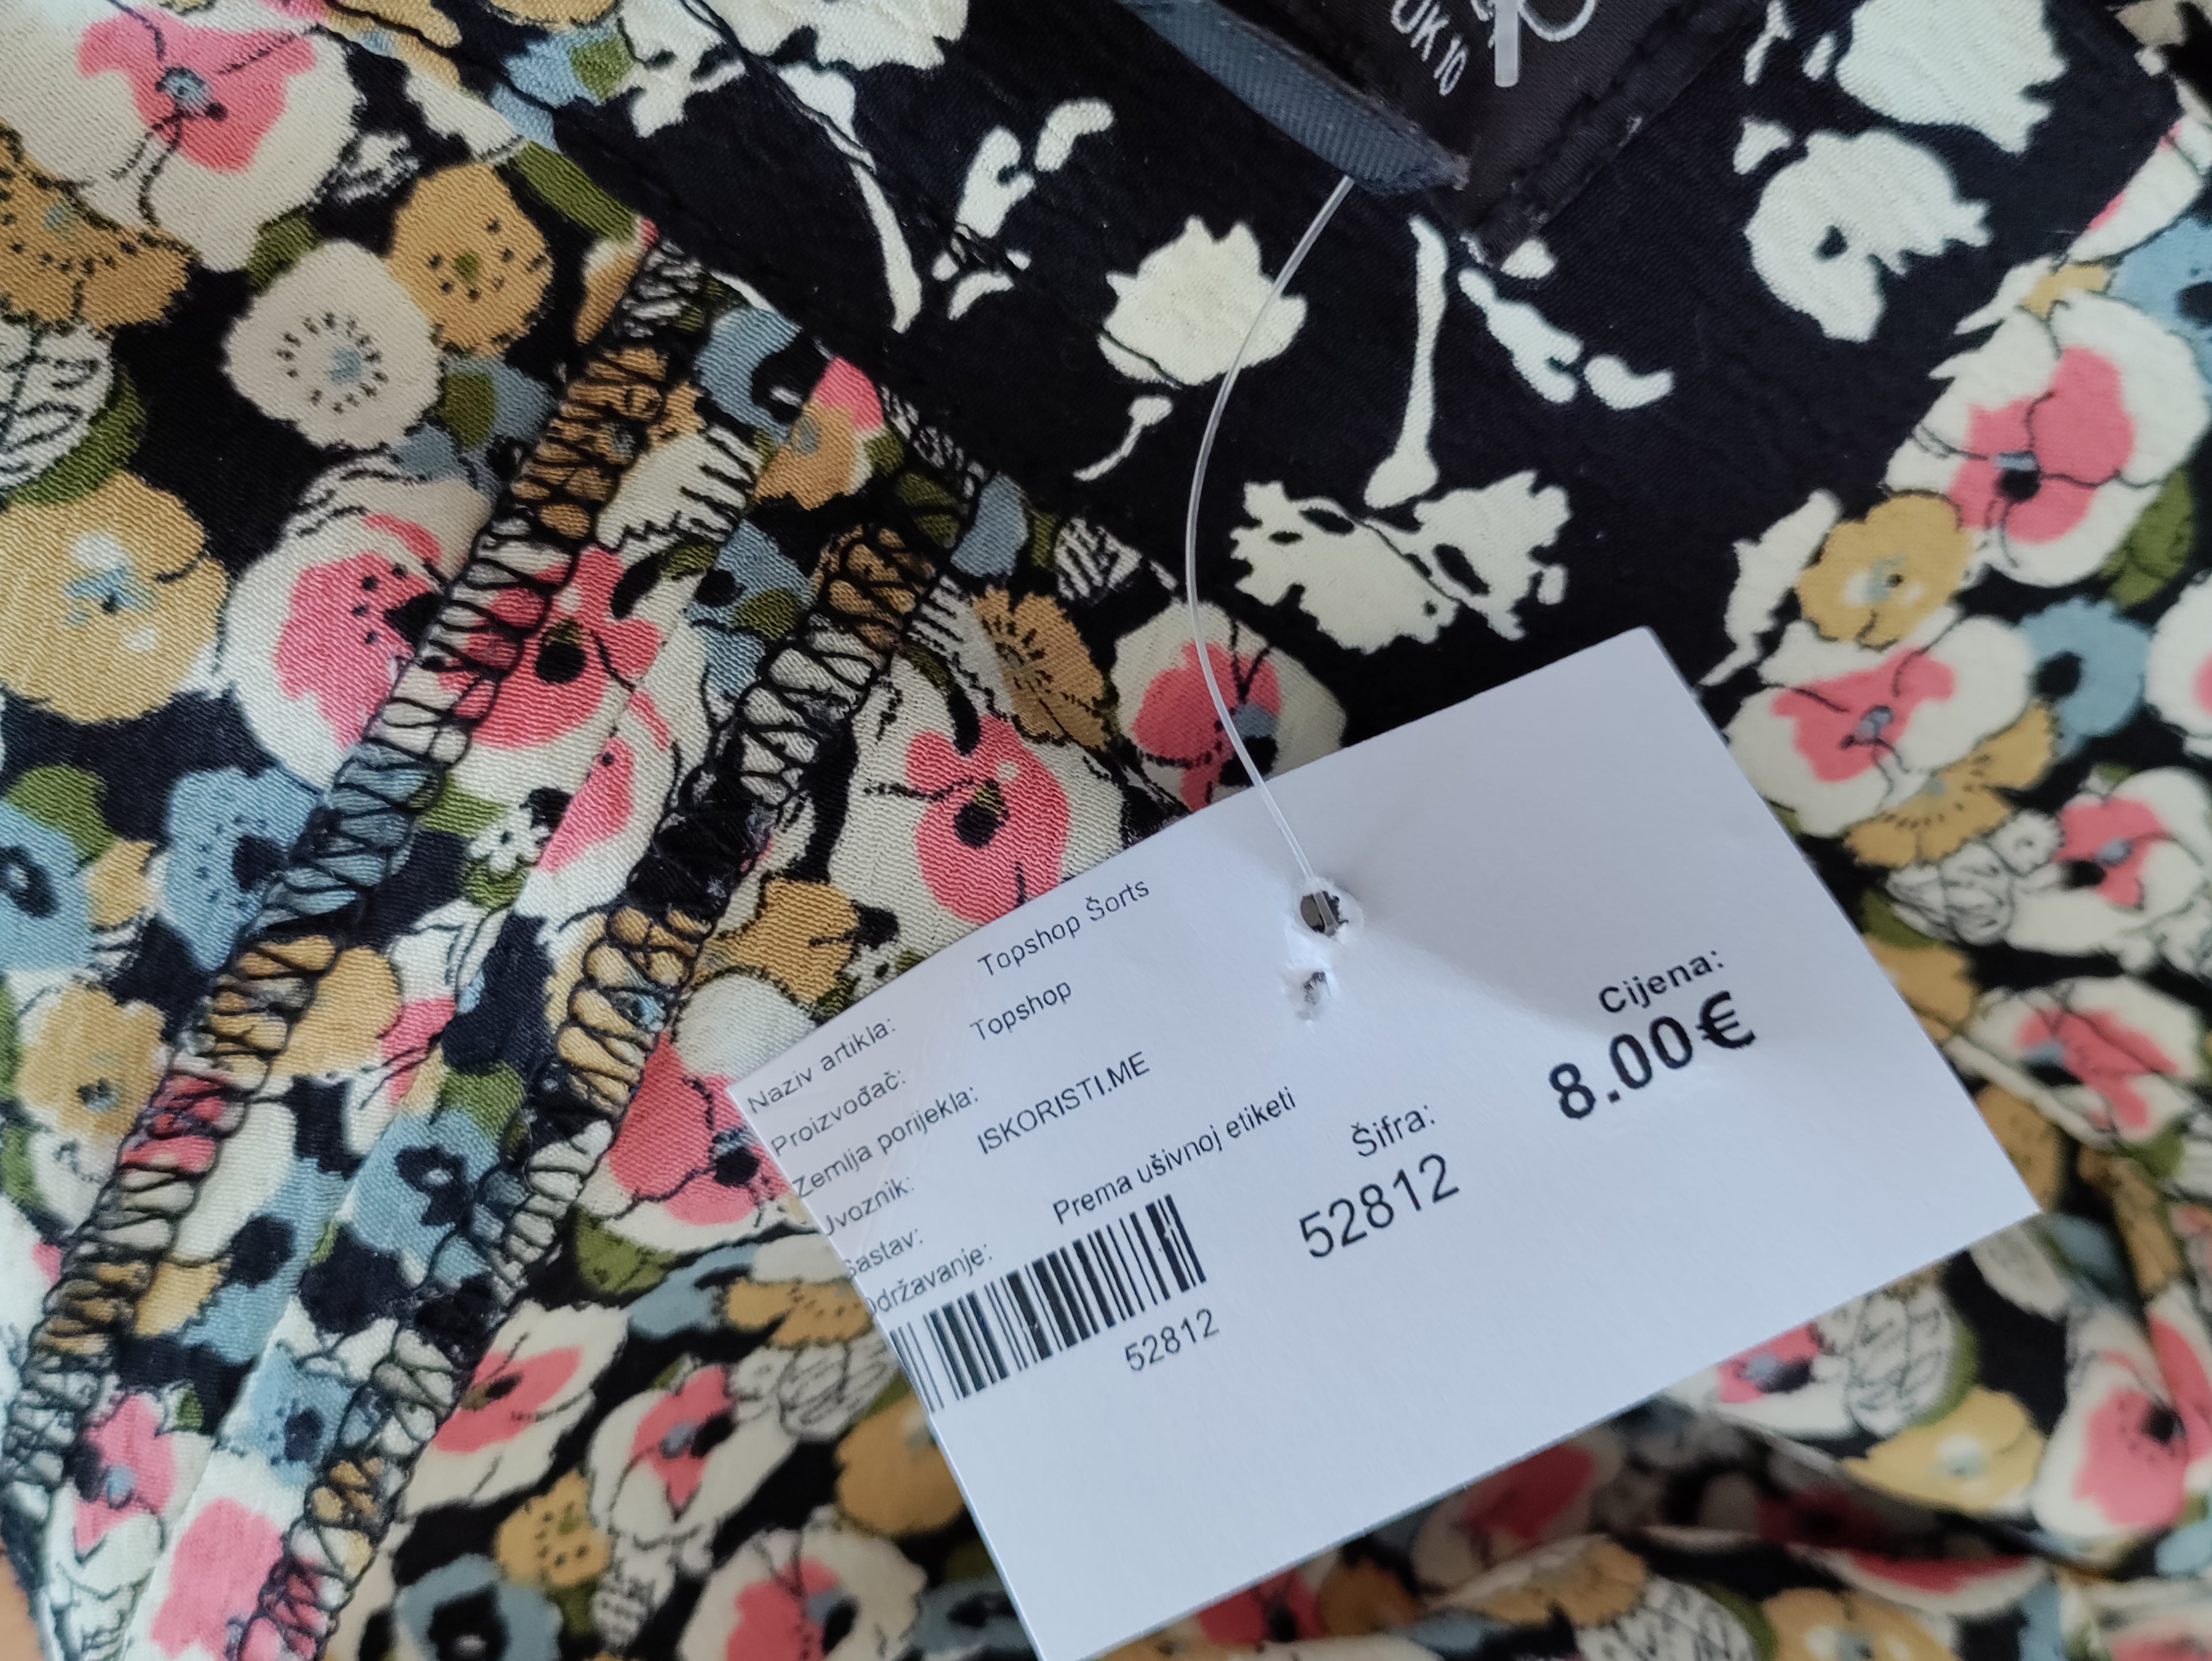 UK 10
Naziv artikla: Topshop Šorts
Proizvođač: Topshop
Zemlja porijekla:
Uvoznik: ISKORISTI.ME
Sastav:
Održavanje: Prema ušivnoj etiketi
52812
Šifra:
52812
Cijena:
8.00€